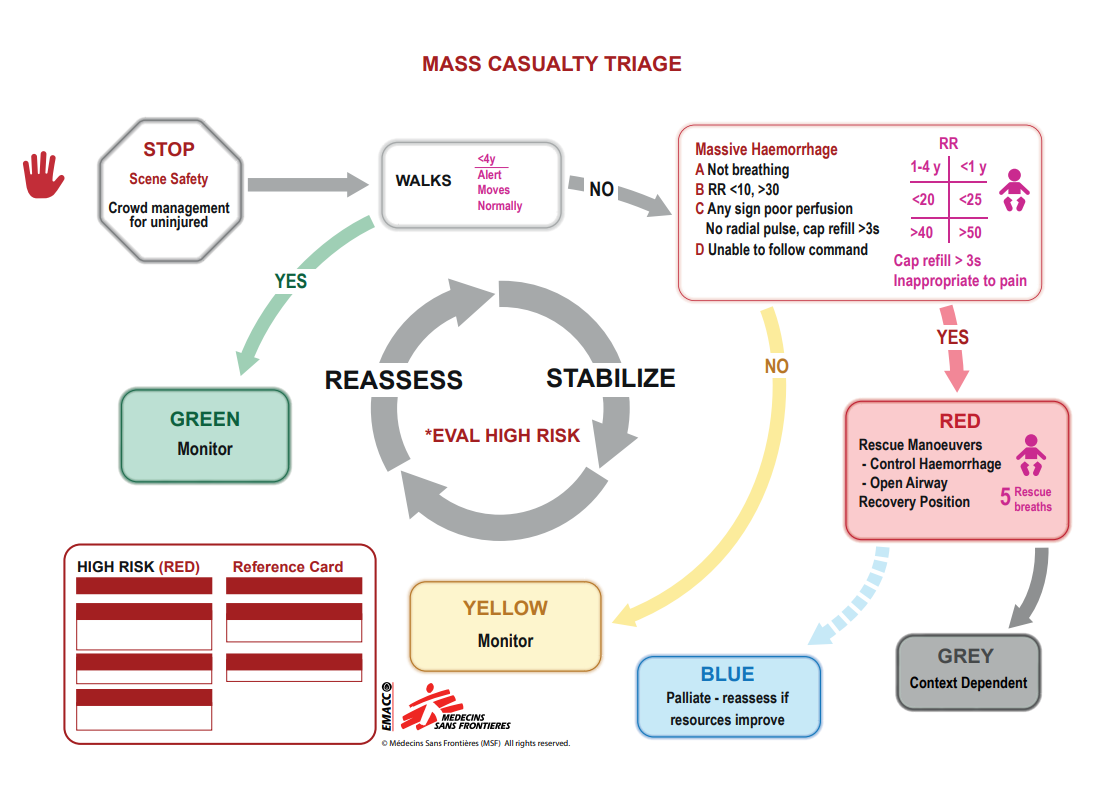 MASS CASUALTY TRIAGE
STOP
Scene Safety
Crowd management
for uninjured
WALKS
<4y
Alert
Moves
Normally
NO
YES
Massive Haemorrhage
A Not breathing
B RR <10, >30
C Any sign poor perfusion
No radial pulse, cap refill >3s
D Unable to follow command
RR
1-4 y <1 y
<20 <25
>40 >50
Cap refill > 3s
Inappropriate to pain
NO
YES
REASSESS
STABILIZE
*EVAL HIGH RISK
GREEN
Monitor
RED
Rescue Manoeuvers
- Control Haemorrhage
- Open Airway
Recovery Position
5 Rescue
breaths
HIGH RISK (RED) Reference Card
YELLOW
Monitor
BLUE
Palliate - reassess if
resources improve
GREY
Context Dependent
EMACC
MEDECINS
SANS FRONTIERES
© Médecins Sans Frontières (MSF) All rights reserved.